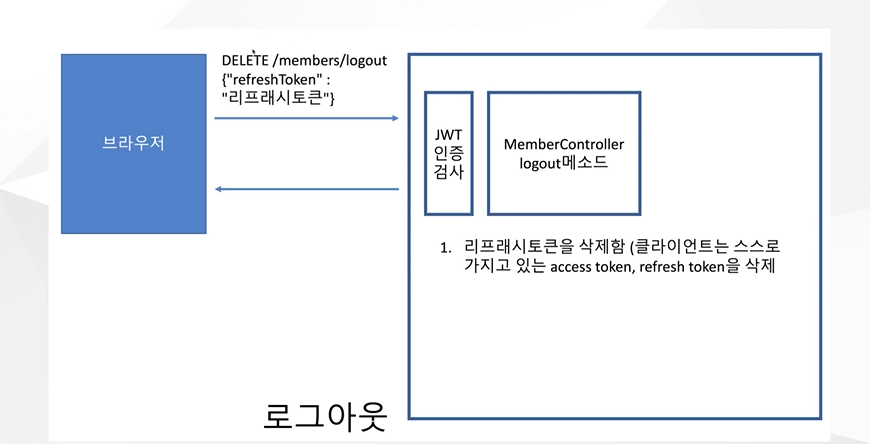 브라우저
DELETE /members/logout
{"refreshToken" :
"리프래시토큰"}
JWT
인증
검사
MemberController
logout메소드
1. 리프래시토큰을 삭제함 (클라이언트는 스스로
가지고 있는 access token, refresh token을 삭제
로그아웃